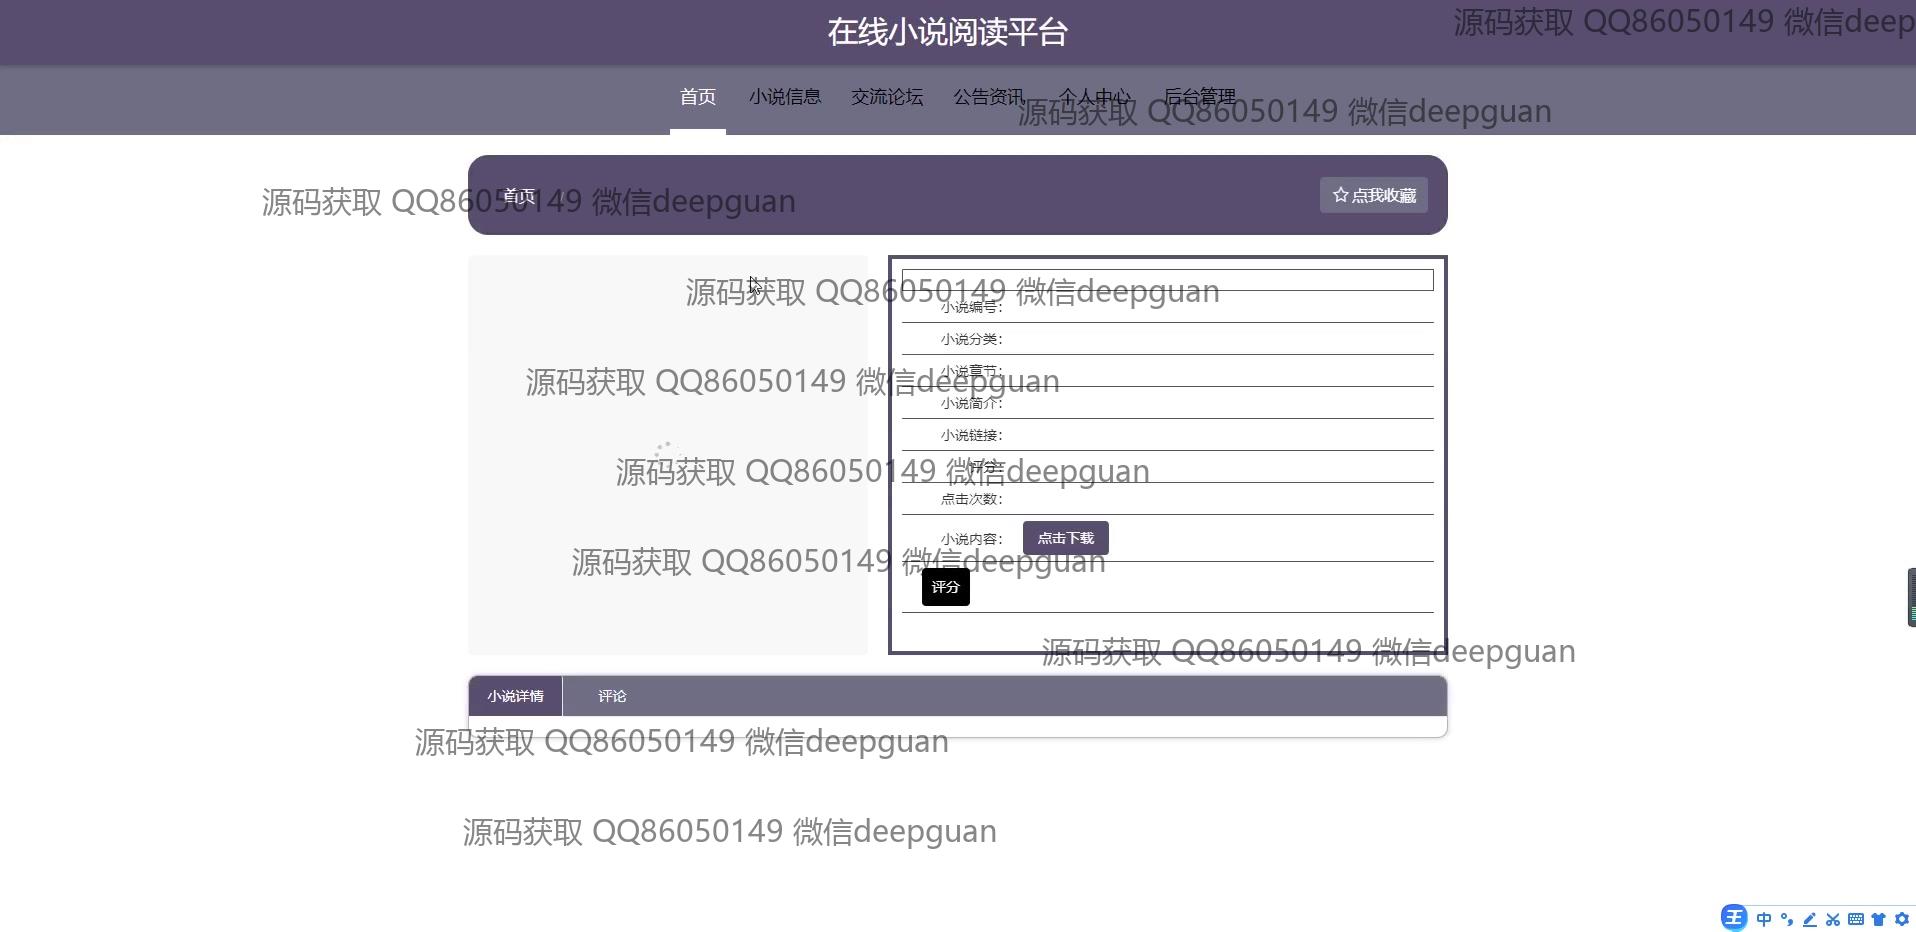 在线小说阅读平台
源码获取 QQ86050149 微信deep
首页 小说信息 交流论坛 公告资讯 个人中心 后台管理
源码获取 QQ86050149 微信deepguan
首页
点我收藏
源码获取 QQ86050149 微信deepguan
源码获取 QQ86050149 微信deepguan
小说编号：
小说分类：
小说章节：
源码获取 QQ86050149 微信deepguan
小说简介：
小说链接：
评分：
源码获取 QQ86050149 微信deepguan
点击次数：
小说内容： 点击下载
源码获取 QQ86050149 微信deepguan
评分
源码获取 QQ86050149 微信deepguan
小说详情 评论
源码获取 QQ86050149 微信deepguan
源码获取 QQ86050149 微信deepguan
王 中